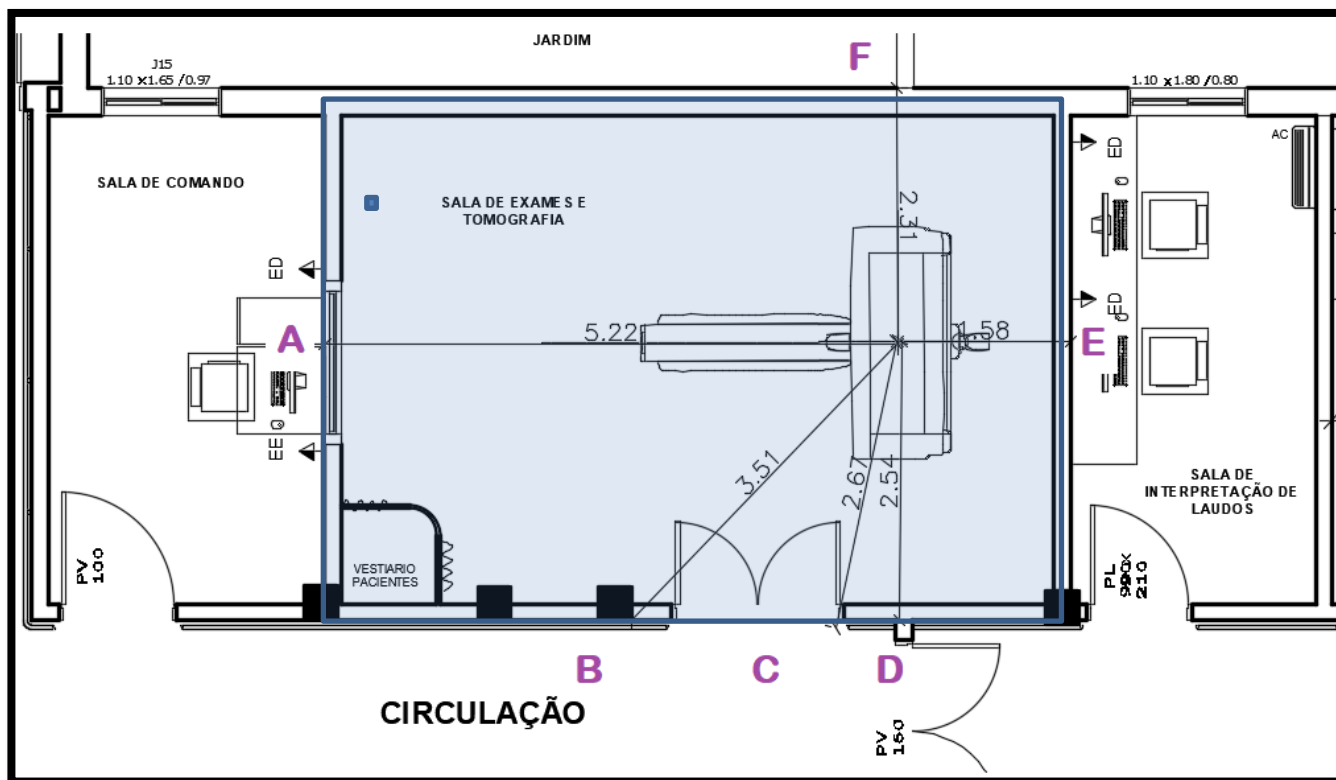 JARDIM
F
J15
1.10 x1.65 /0.97
1.10 x1.80 /0.80
AC
ED
SALA DE COMANDO
SALA DE EXAMES E
TOMOGRAFIA
2.31
ED
ED
A
5.22
.58
E
EE
3.51
2.67
2.54
SALA DE
INTERPRETAÇÃO DE
LAUDOS
PV
100
VESTIARIO
PACIENTES
PL
210
B
C
D
CIRCULAÇÃO
PV
160